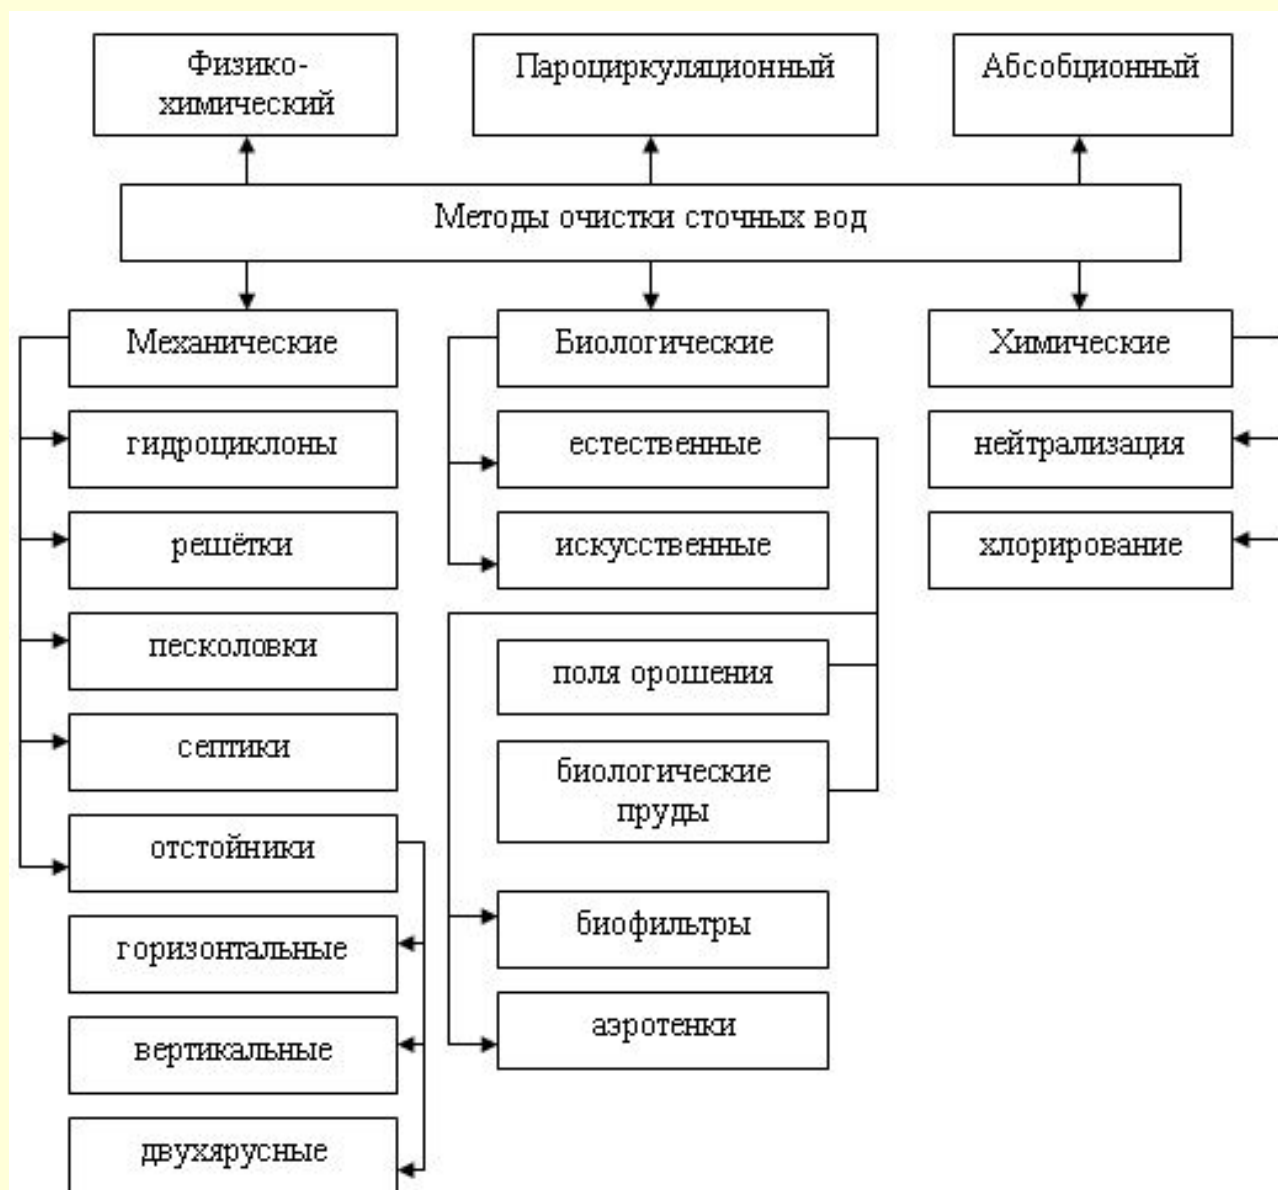 Физико-
химический
Пароциркуляционный
Абсобционный
Методы очистки сточных вод
Механические
гидроциклоны
решётки
песколовки
септики
отстойники
горизонтальные
вертикальные
двухярусные
Биологические
естественные
искусственные
поля орошения
биологические
пруды
биофильтры
аэротенки
Химические
нейтрализация
хлорирование